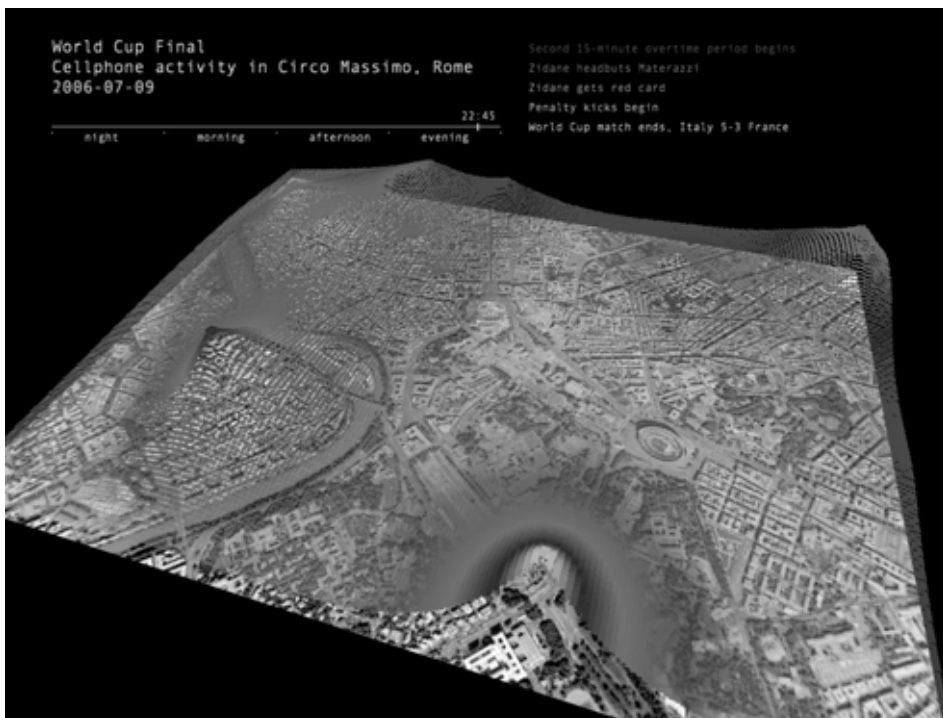 World Cup Final
Cellphone activity in Circo Massimo, Rome
2006-07-09
22:45
night morning afternoon evening
Second 15-minute overtime period begins
Zidane headbuts Materazzi
Zidane gets red card
Penalty kicks begin
World Cup match ends, Italy 5-3 France